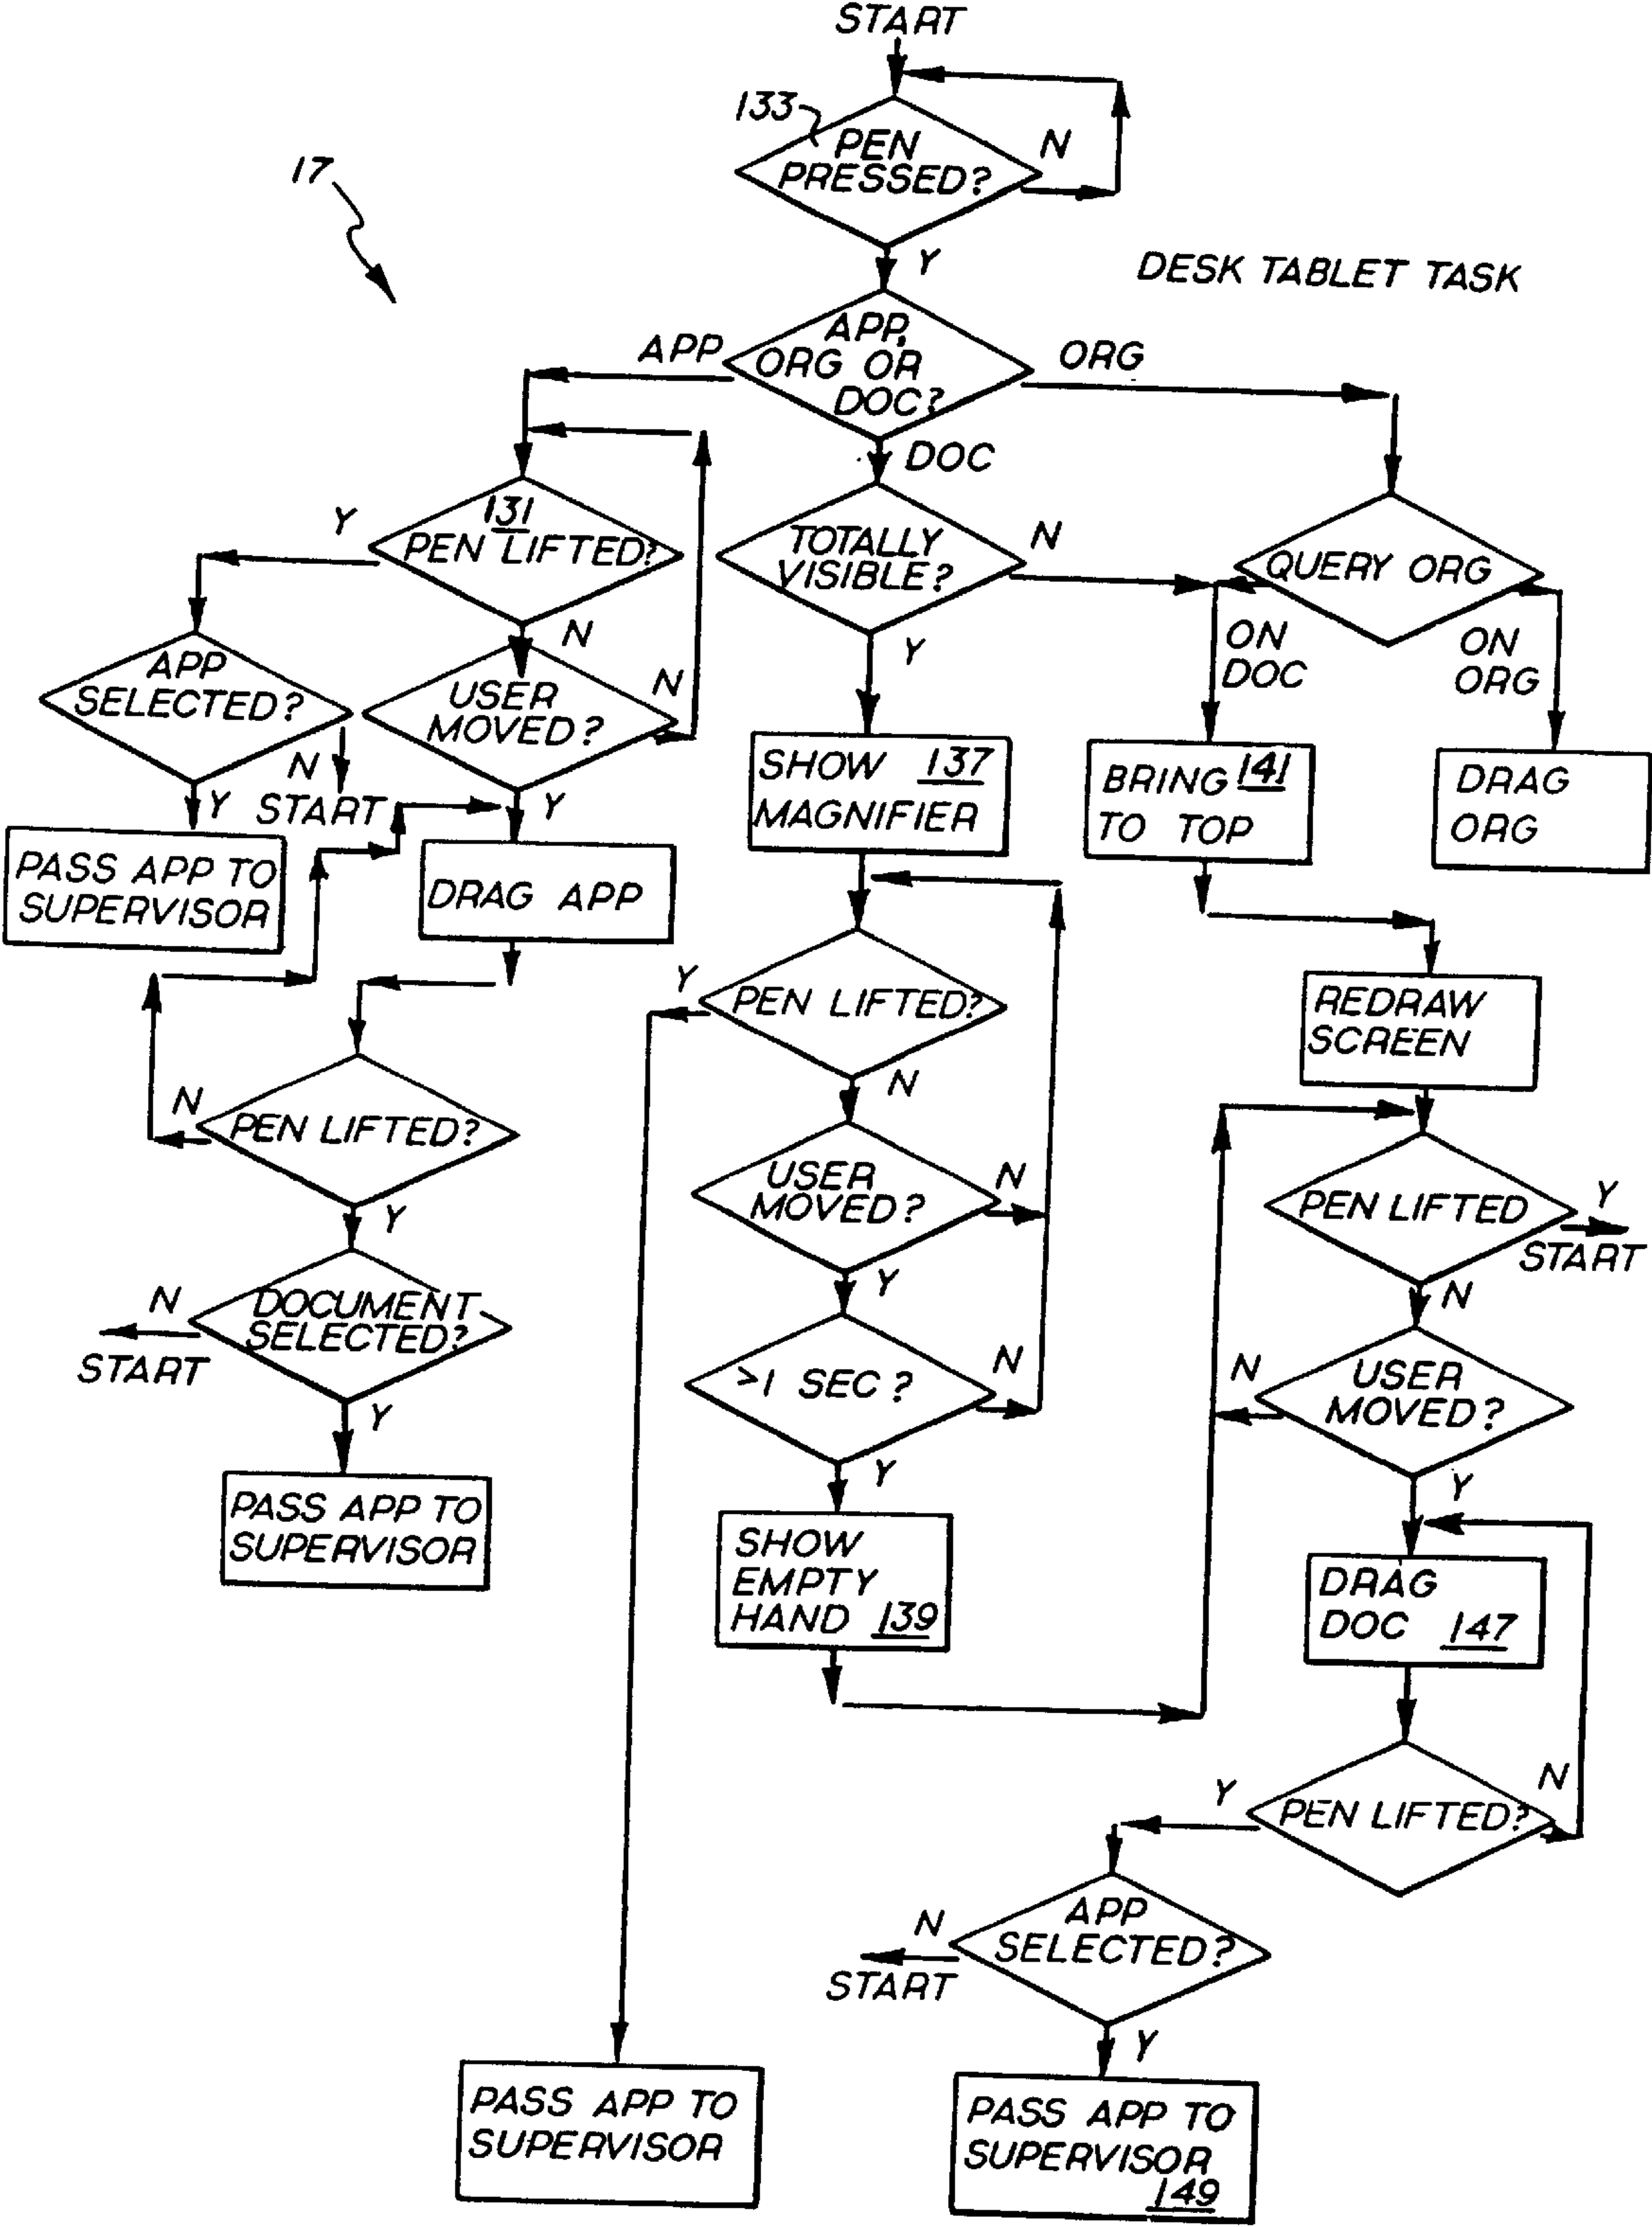 START
133
PEN
PRESSED?
N
17
Y
DESK TABLET TASK
APP,
ORG OR
DOC?
APP
ORG
DOC
131
PEN LIFTED?
Y
N
TOTALLY
VISIBLE?
N
Y
QUERY ORG
ON
DOC
ON
ORG
APP
SELECTED?
N
START
Y
USER
MOVED?
N
Y
SHOW 137
MAGNIFIER
BRING 141
TO TOP
DRAG
ORG
PASS APP TO
SUPERVISOR
DRAG APP
Y
PEN LIFTED?
N
REDRAW
SCREEN
N
PEN LIFTED?
Y
USER
MOVED?
N
Y
PEN LIFTED
Y
START
N
N
DOCUMENT
SELECTED?
START
Y
>1 SEC?
N
Y
N
USER
MOVED?
Y
PASS APP TO
SUPERVISOR
SHOW
EMPTY
HAND 139
DRAG
DOC 147
Y
PEN LIFTED?
N
N
APP
SELECTED?
START
Y
PASS APP TO
SUPERVISOR
PASS APP TO
SUPERVISOR
149